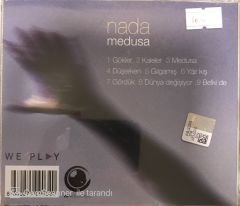 nada
medusa
1 Gökler 2 Kaleler 3 Medusa
4 Düşerken 5 Gılgamış 6 Yaz kış
7 Gördük 8 Dünya değişiyor 9 Belki de
WE PLAY
ile tarandı